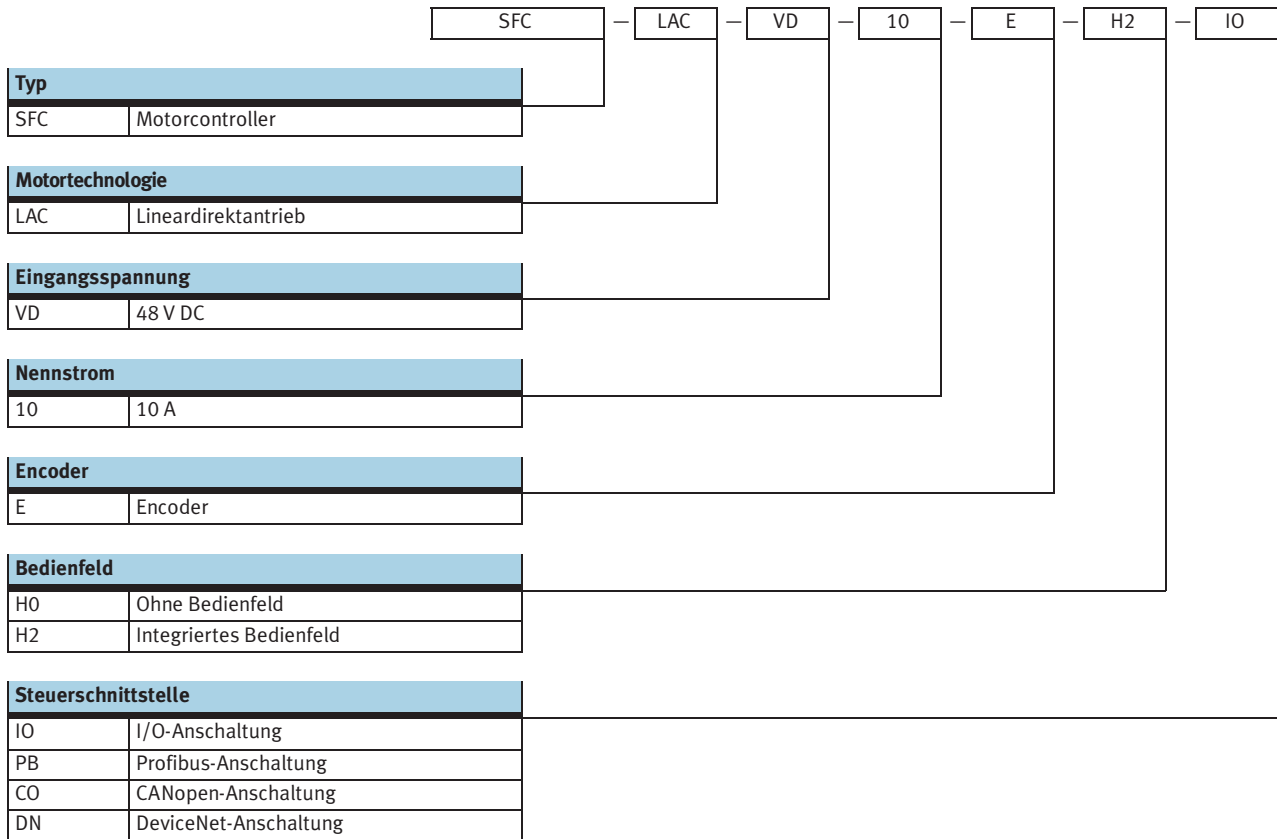 SFC — LAC — VD — 10 — E — H2 — IO
Typ
SFC Motorcontroller
Motortechnologie
LAC Lineardirektantrieb
Eingangsspannung
VD 48 V DC
Nennstrom
10 10 A
Encoder
E Encoder
Bedienfeld
H0 Ohne Bedienfeld
H2 Integriertes Bedienfeld
Steuerschnittstelle
IO I/O-Anschaltung
PB Profibus-Anschaltung
CO CANopen-Anschaltung
DN DeviceNet-Anschaltung